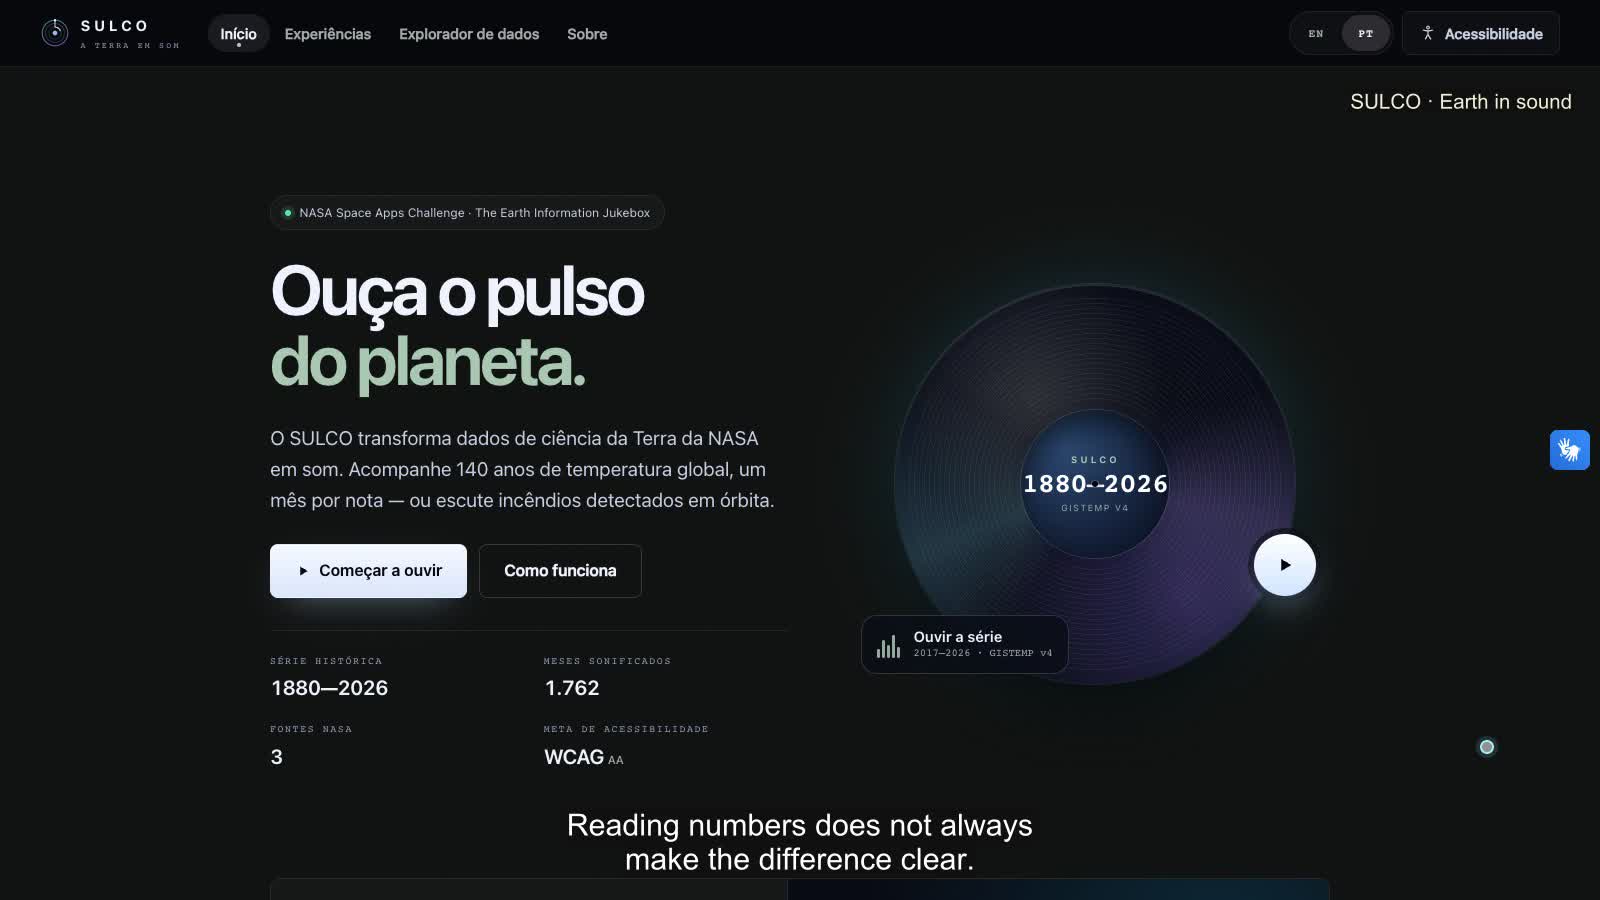 SULCO
A TERRA EM SOM
Início
Experiências
Explorador de dados
Sobre
EN
PT
Acessibilidade
SULCO · Earth in sound
NASA Space Apps Challenge · The Earth Information Jukebox
Ouça o pulso
do planeta.
O SULCO transforma dados de ciência da Terra da NASA
em som. Acompanhe 140 anos de temperatura global, um
mês por nota — ou escute incêndios detectados em órbita.
Começar a ouvir
Como funciona
SULCO
1880—2026
GISTEMP V4
Ouvir a série
2017—2026 • GISTEMP v4
SÉRIE HISTÓRICA
1880—2026
MESES SONIFICADOS
1.762
FONTES NASA
3
META DE ACESSIBILIDADE
WCAG AA
Reading numbers does not always
make the difference clear.